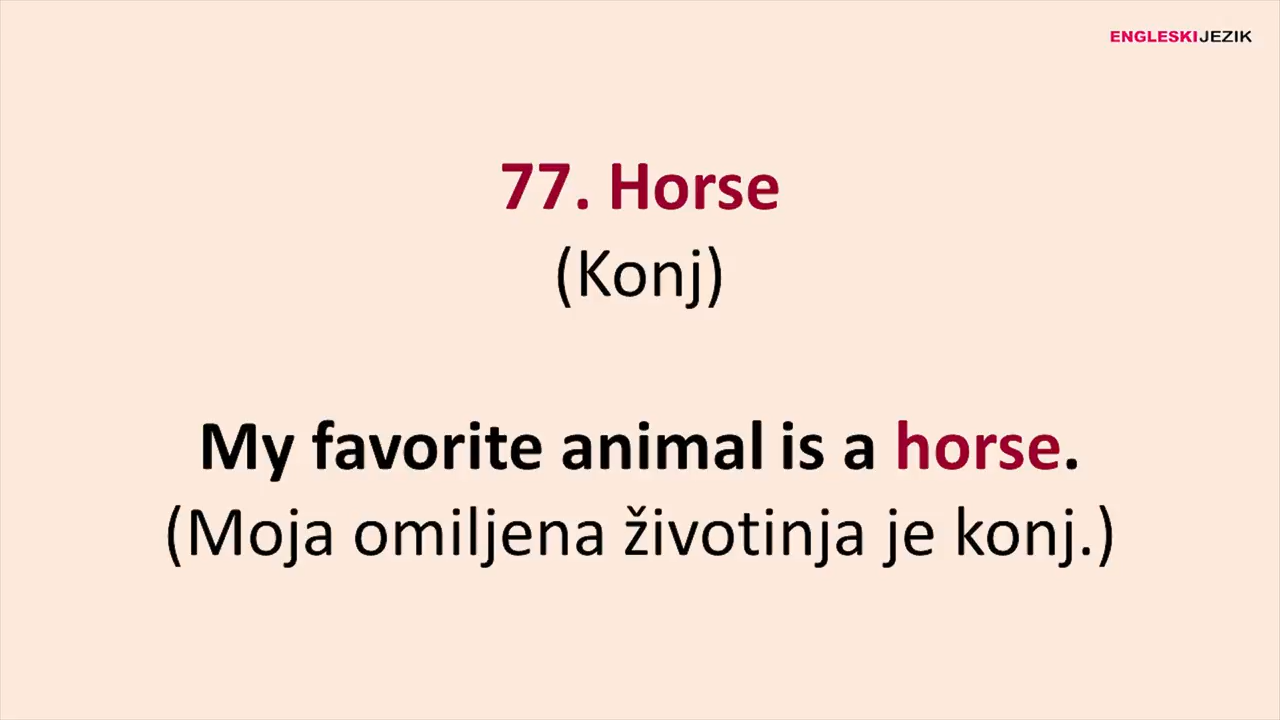 ENGLESKIJEZIK
77. Horse
(Konj)
My favorite animal is a horse.
(Moja omiljena životinja je konj.)